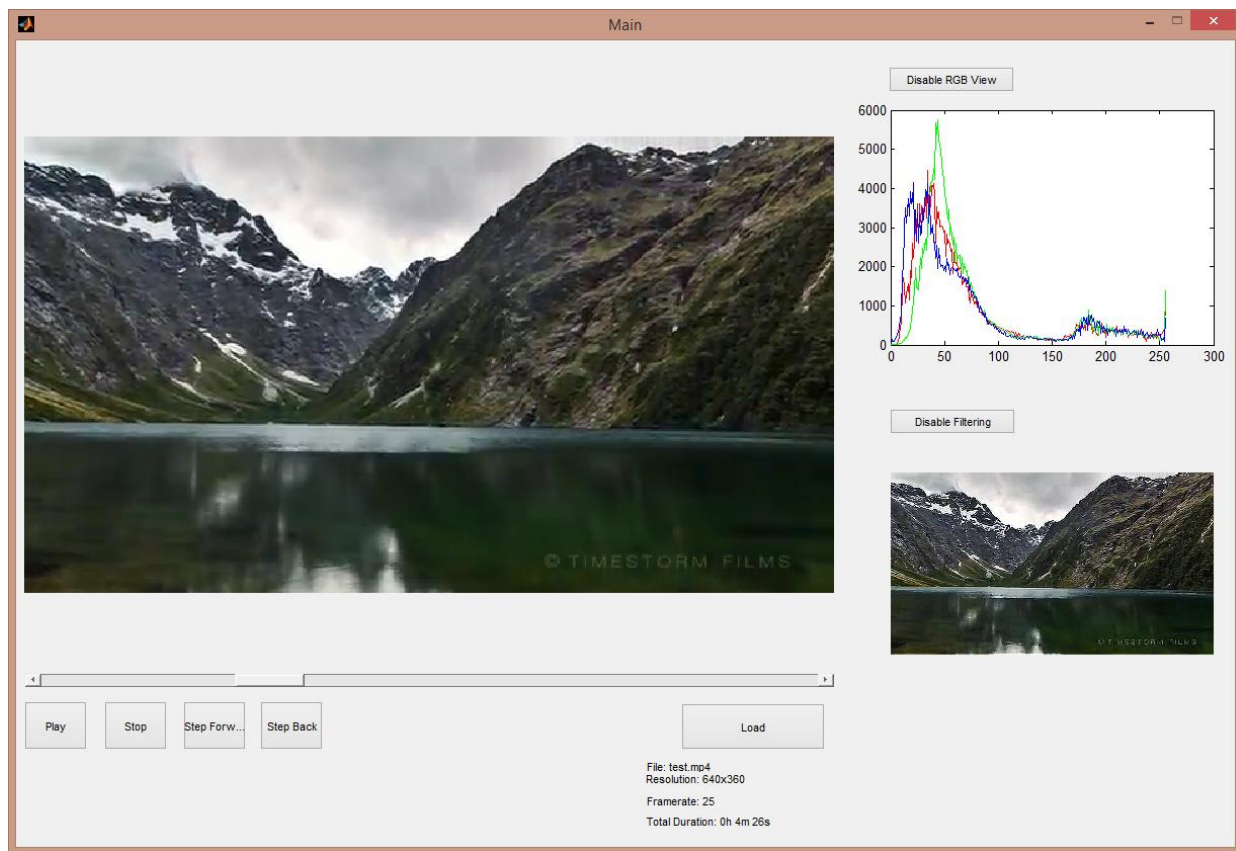 Main
Disable RGB View
6000
5000
4000
3000
2000
1000
0
0 50 100 150 200 250 300
Disable Filtering
© TIMESTORM FILMS
© TIMESTORM FILMS
Play Stop Step Forw... Step Back Load
File: test.mp4
Resolution: 640x360
Framerate: 25
Total Duration: 0h 4m 26s